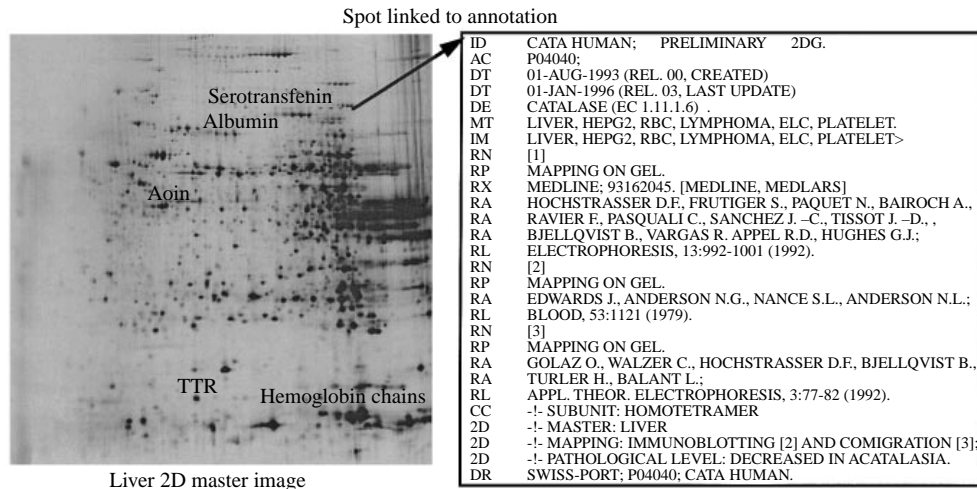 Spot linked to annotation
Serotransfenin
Albumin
Aoin
TTR
Hemoglobin chains
Liver 2D master image
ID CATA HUMAN; PRELIMINARY 2DG.
AC P04040;
DT 01-AUG-1993 (REL. 00, CREATED)
DT 01-JAN-1996 (REL. 03, LAST UPDATE)
DE CATALASE (EC 1.11.1.6) .
MT LIVER, HEPG2, RBC, LYMPHOMA, ELC, PLATELET.
IM LIVER, HEPG2, RBC, LYMPHOMA, ELC, PLATELET>
RN [1]
RP MAPPING ON GEL.
RX MEDLINE; 93162045. [MEDLINE, MEDLARS]
RA HOCHSTRASSER D.F., FRUTIGER S., PAQUET N., BAIROCH A.,
RA RAVIER F., PASQUALI C., SANCHEZ J. –C., TISSOT J. –D., ,
RA BJELLQVIST B., VARGAS R. APPEL R.D., HUGHES G.J.;
RL ELECTROPHORESIS, 13:992-1001 (1992).
RN [2]
RP MAPPING ON GEL.
RA EDWARDS J., ANDERSON N.G., NANCE S.L., ANDERSON N.L.;
RL BLOOD, 53:1121 (1979).
RN [3]
RP MAPPING ON GEL.
RA GOLAZ O., WALZER C., HOCHSTRASSER D.F., BJELLQVIST B.,
RA TURLER H., BALANT L.;
RL APPL. THEOR. ELECTROPHORESIS, 3:77-82 (1992).
CC -!- SUBUNIT: HOMOTETRAMER
2D -!- MASTER: LIVER
2D -!- MAPPING: IMMUNOBLOTTING [2] AND COMIGRATION [3];
2D -!- PATHOLOGICAL LEVEL: DECREASED IN ACATALASIA.
DR SWISS-PORT; P04040; CATA HUMAN.